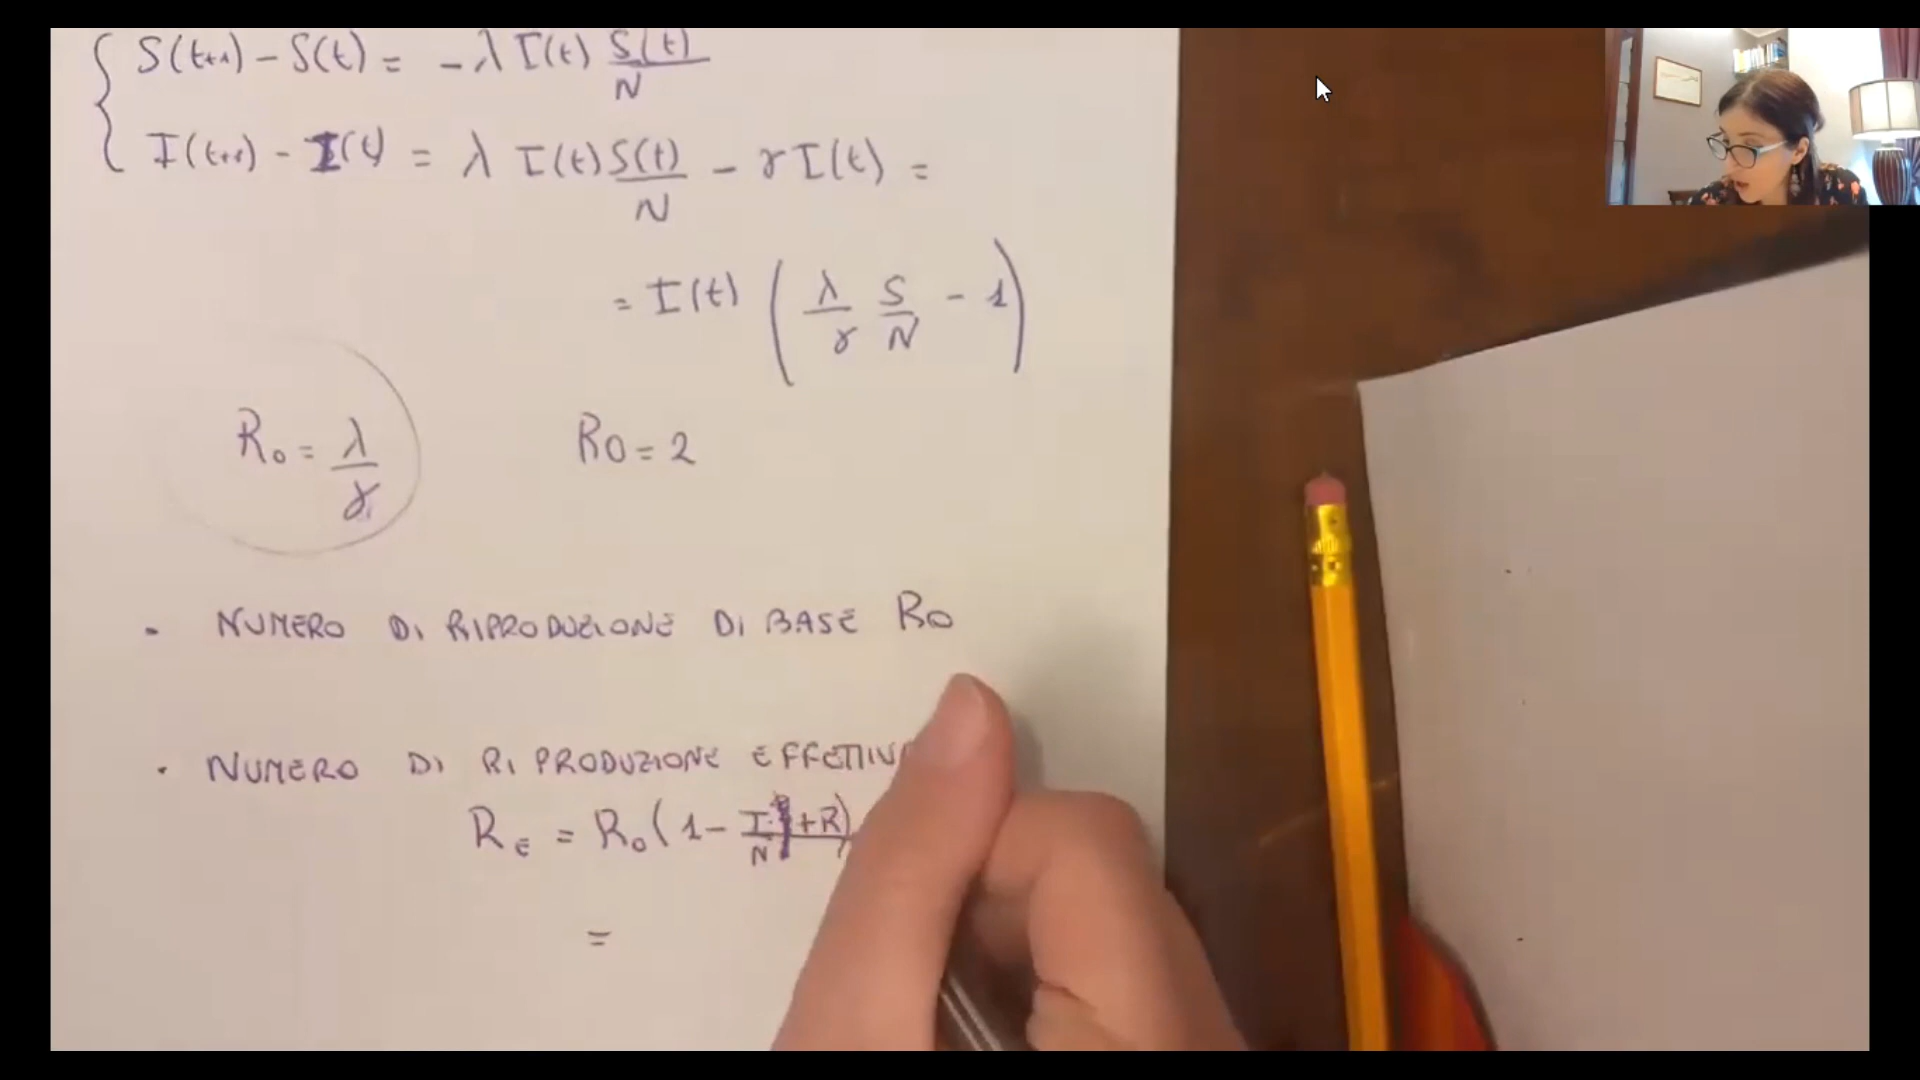 S(t+1) - S(t) = -λ I(t) S(t)/N
I(t+1) - I(t) = λ I(t) S(t)/N - γ I(t) =
= I(t) (λ/γ S/N - 1)
R₀ = λ/γ
R0 = 2
- NUMERO DI RIPRODUZIONE DI BASE R0
· NUMERO DI RIPRODUZIONE
R_E = R₀(1 -
=